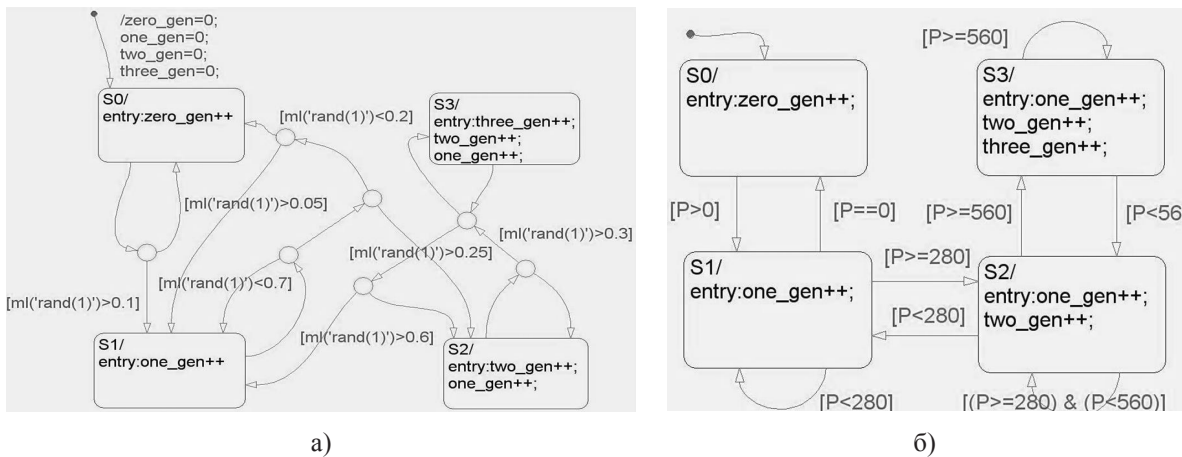 /zero_gen=0;
one_gen=0;
two_gen=0;
three_gen=0;
S0/
entry:zero_gen++
[ml('rand(1)')<0.2]
S3/
entry:three_gen++;
two_gen++;
one_gen++;
[ml('rand(1)')>0.05]
[ml('rand(1)')>0.25]
[ml('rand(1)')>0.3]
[ml('rand(1)')<0.7]
[ml('rand(1)')>0.1]
[ml('rand(1)')>0.6]
S1/
entry:one_gen++
S2/
entry:two_gen++;
one_gen++;
а)
[P>=560]
S0/
entry:zero_gen++;
S3/
entry:one_gen++;
two_gen++;
three_gen++;
[P>0]
[P==0]
[P>=560]
[P<56
[P>=280]
S1/
entry:one_gen++;
S2/
entry:one_gen++;
two_gen++;
[P<280]
[P<280]
[(P>=280) & (P<560)]
б)